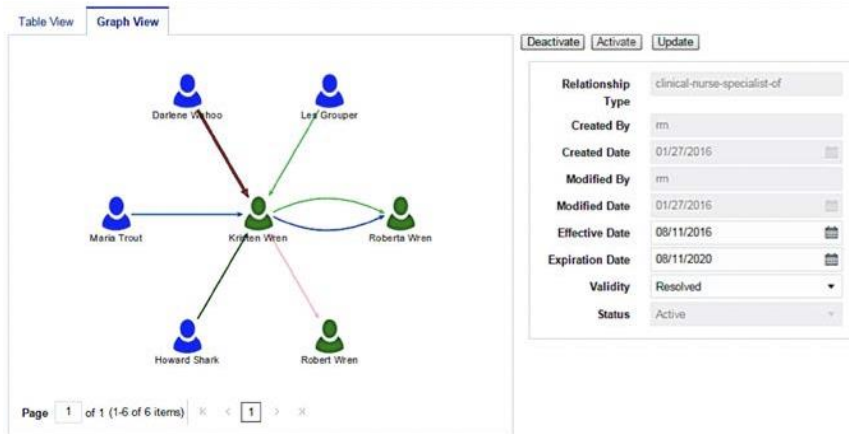 Table View
Graph View
Deactivate
Activate
Update
Darlene Wahoo
Les Grouper
Maria Trout
Kristen Wren
Roberta Wren
Howard Shark
Robert Wren
Page 1 of 1 (1-6 of 6 items) K < 1 >
Relationship Type clinical-nurse-specialist-of
Created By rm
Created Date 01/27/2016
Modified By rm
Modified Date 01/27/2016
Effective Date 08/11/2016
Expiration Date 08/11/2020
Validity Resolved
Status Active